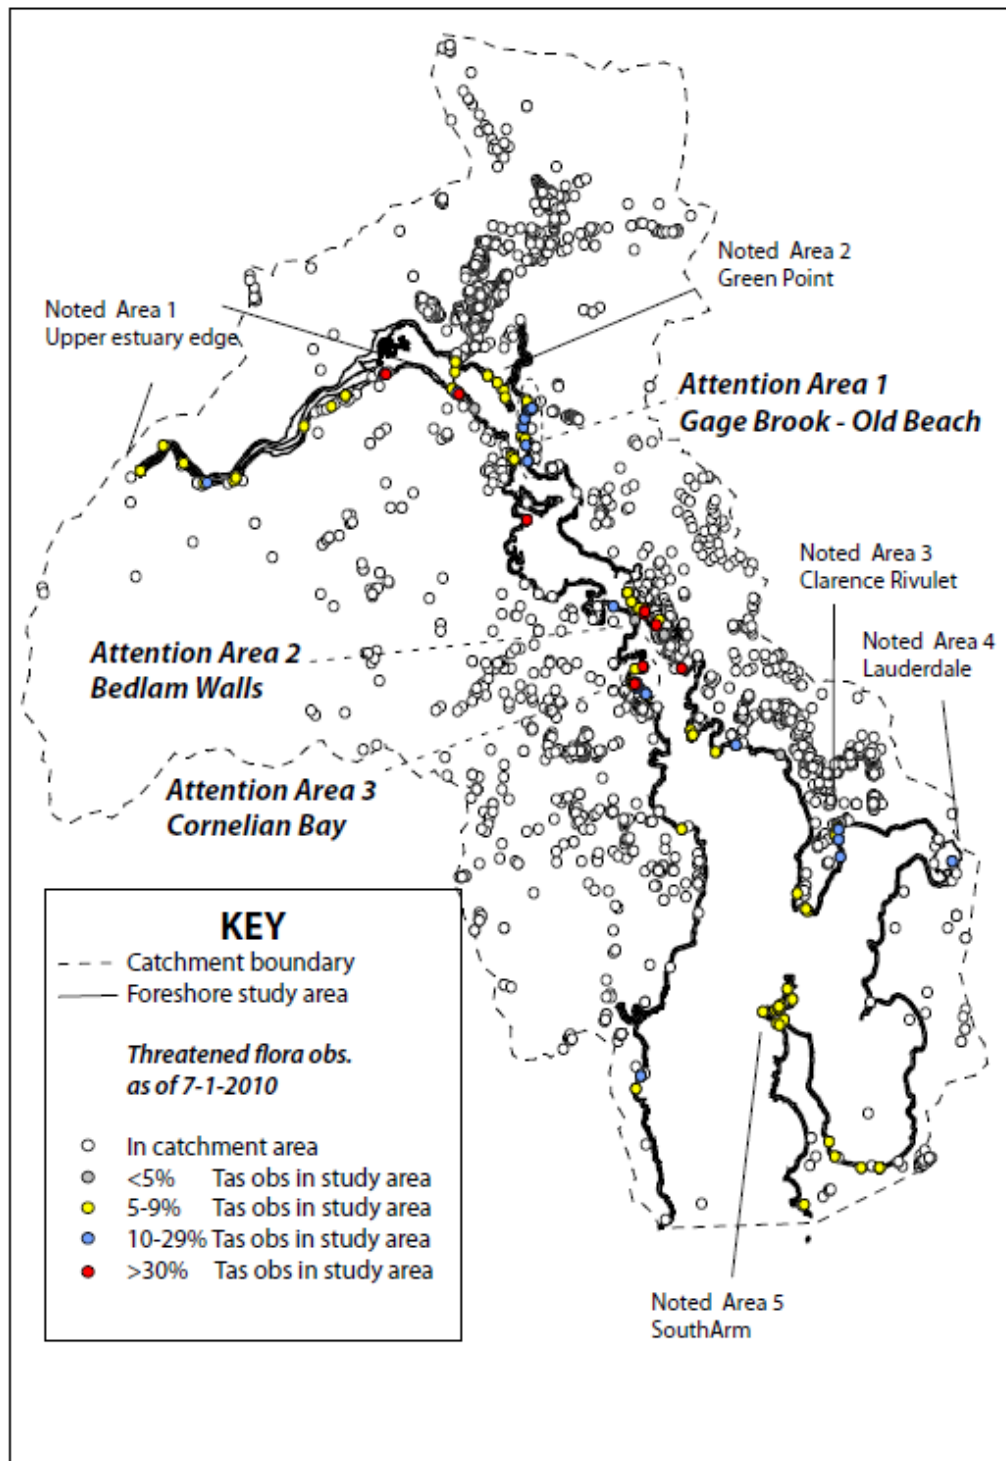 Noted Area 2
Green Point
Noted Area 1
Upper estuary edge
Attention Area 1
Gage Brook - Old Beach
Noted Area 3
Clarence Rivulet
Noted Area 4
Lauderdale
Attention Area 2
Bedlam Walls
Attention Area 3
Cornelian Bay
KEY
Catchment boundary
Foreshore study area
Threatened flora obs.
as of 7-1-2010
In catchment area
<5% Tas obs in study area
5-9% Tas obs in study area
10-29% Tas obs in study area
>30% Tas obs in study area
Noted Area 5
SouthArm